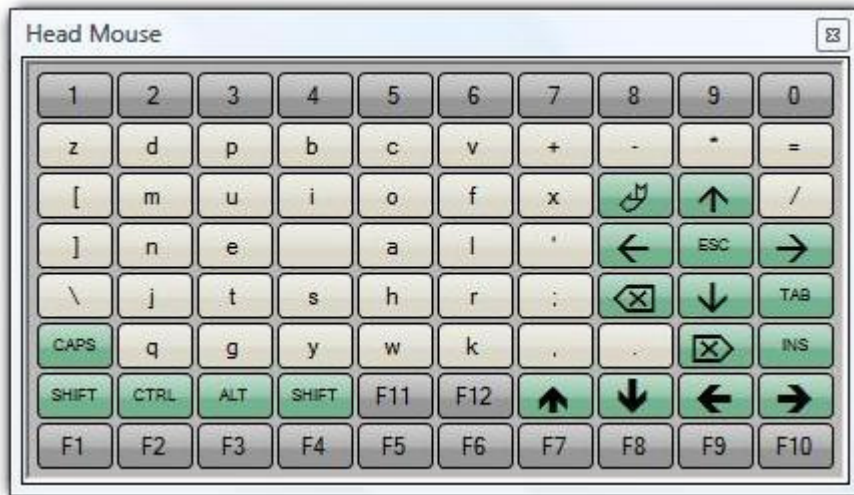 Head Mouse
1 2 3 4 5 6 7 8 9 0
z d p b c v + - * =
[ m u i o f x ↑ /
] n e a l ' ← ESC →
\ j t s h r ; ⌫ ↓ TAB
CAPS q g y w k , . ⌦ INS
SHIFT CTRL ALT SHIFT F11 F12 🡹 🡻 🡸 🡺
F1 F2 F3 F4 F5 F6 F7 F8 F9 F10